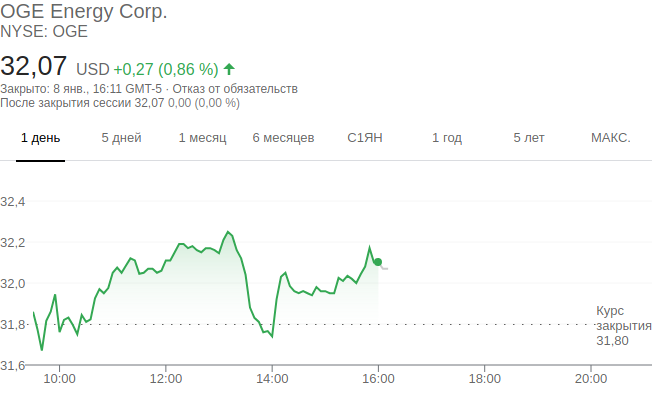 OGE Energy Corp.
NYSE: OGE
32,07 USD +0,27 (0,86 %)
Закрыто: 8 янв., 16:11 GMT-5 · Отказ от обязательств
После закрытия сессии 32,07 0,00 (0,00 %)
1 день 5 дней 1 месяц 6 месяцев С1ЯН 1 год 5 лет МАКС.
32,4
32,2
32,0
31,8
31,6
Курс
закрытия
31,80
10:00 12:00 14:00 16:00 18:00 20:00